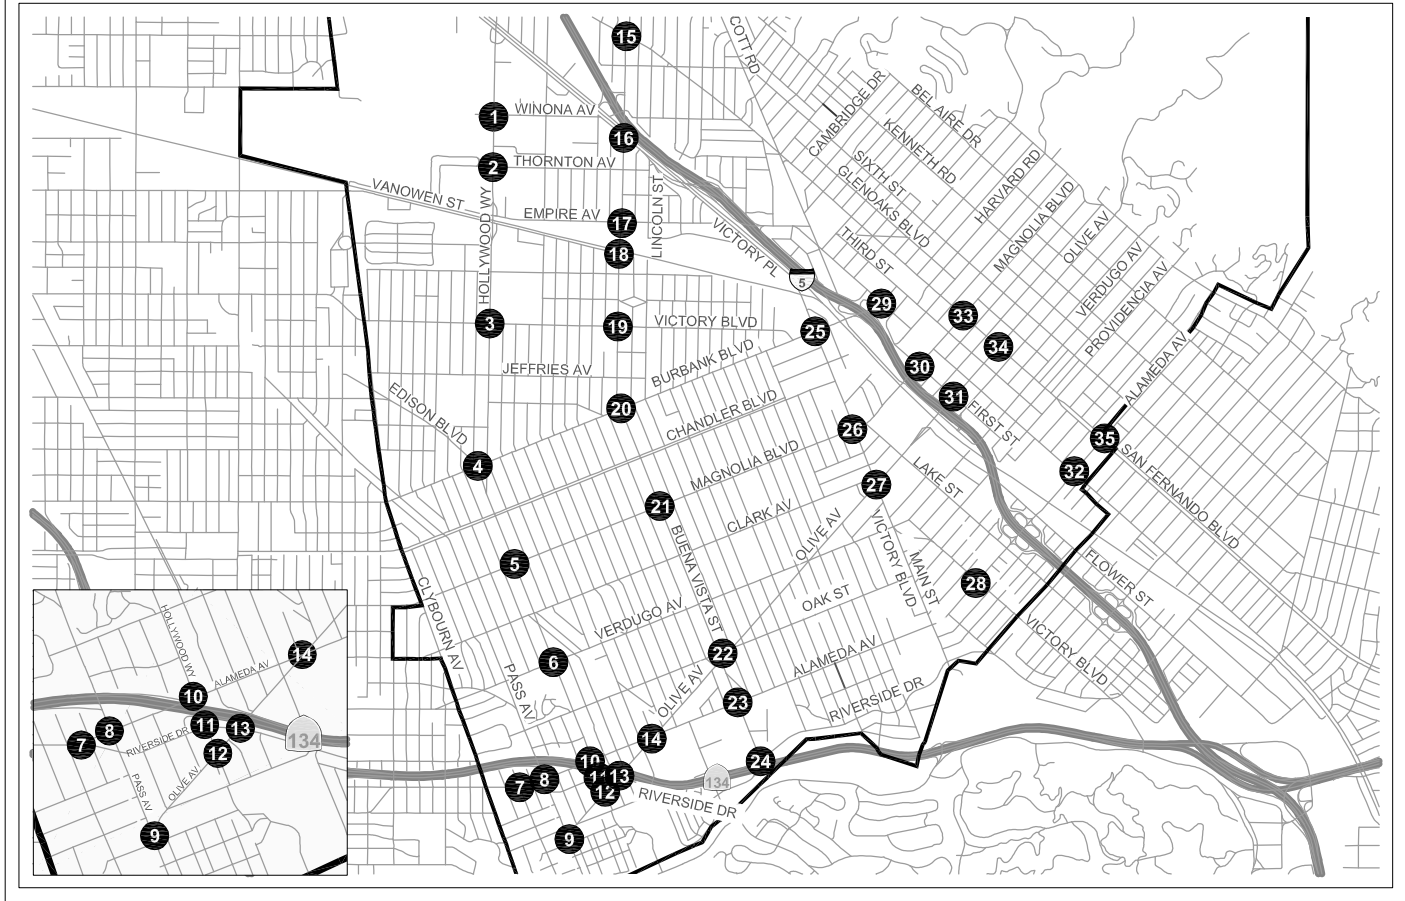 15
COTT RD
1
WINONA AV
16
CAMBRIDGE DR
BEL AIRE DR
KENNETH RD
2
THORNTON AV
SIXTH ST
GLENOAKS BLVD
HARVARD RD
VANOWEN ST
HOLLYWOOD WY
LINCOLN ST
EMPIRE AV
17
18
VICTORY PL
THIRD ST
MAGNOLIA BLVD
OLIVE AV
VERDUGO AV
PROVIDENCIA AV
5
29
33
3
19
VICTORY BLVD
25
34
ALAMEDA AV
JEFFRIES AV
BURBANK BLVD
30
31
FIRST ST
EDISON BLVD
20
CHANDLER BLVD
26
35
4
MAGNOLIA BLVD
LAKE ST
32
SAN FERNANDO BLVD
27
21
CLARK AV
OLIVE AV
VICTORY BLVD
MAIN ST
BUENA VISTA ST
5
28
FLOWER ST
CLYBOURN AV
VERDUGO AV
OAK ST
VICTORY BLVD
6
22
ALAMEDA AV
PASS AV
OLIVE AV
23
RIVERSIDE DR
14
24
10
11
13
12
7
8
134
RIVERSIDE DR
9
HOLLYWOOD WY
14
ALAMEDA AV
10
11
13
8
7
RIVERSIDE DR
12
134
PASS AV
OLIVE AV
9